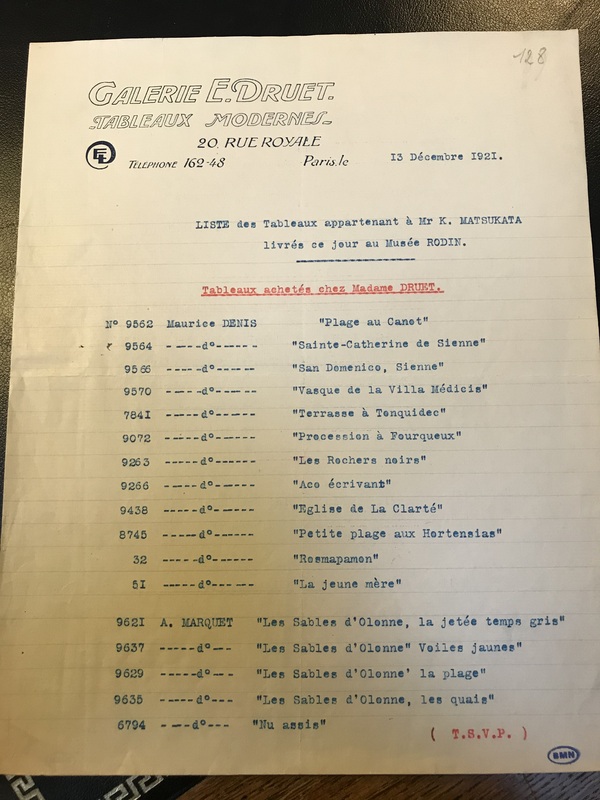 128
GALERIE E. DRUET.
TABLEAUX MODERNES
20, RUE ROYALE
ED
TÉLÉPHONE 162-48 Paris, le 13 Décembre 1921.
LISTE des Tableaux appartenant à Mr K. MATSUKATA
livrés ce jour au Musée RODIN.
Tableaux achetés chez Madame DRUET.
N° 9562 Maurice DENIS "Plage au Canot"
9564 -----d°------ "Sainte-Catherine de Sienne"
9566 -----d°------ "San Domenico, Sienne"
9570 -----d°------ "Vasque de la Villa Médicis"
784I -----d°------ "Terrasse à Tonquidec"
9072 -----d°------ "Procession à Fourqueux"
9263 -----d°------ "Les Rochers noirs"
9266 -----d°------ "Aco écrivant"
9438 -----d°------ "Eglise de La Clarté"
8745 -----d°------ "Petite plage aux Hortensias"
32 -----d°------ "Rosmapamon"
5I -----d°------ "La jeune mère"
962I A. MARQUET "Les Sables d'Olonne, la jetée temps gris"
9637 -----d°--- "Les Sables d'Olonne" Voiles jaunes"
9629 -----d°--- "Les Sables d'Olonne' la plage"
9635 -----d°--- "Les Sables d'Olonne, les quais"
6794 ----d°--- "Nu assis"
( T.S.V.P. )
BMN